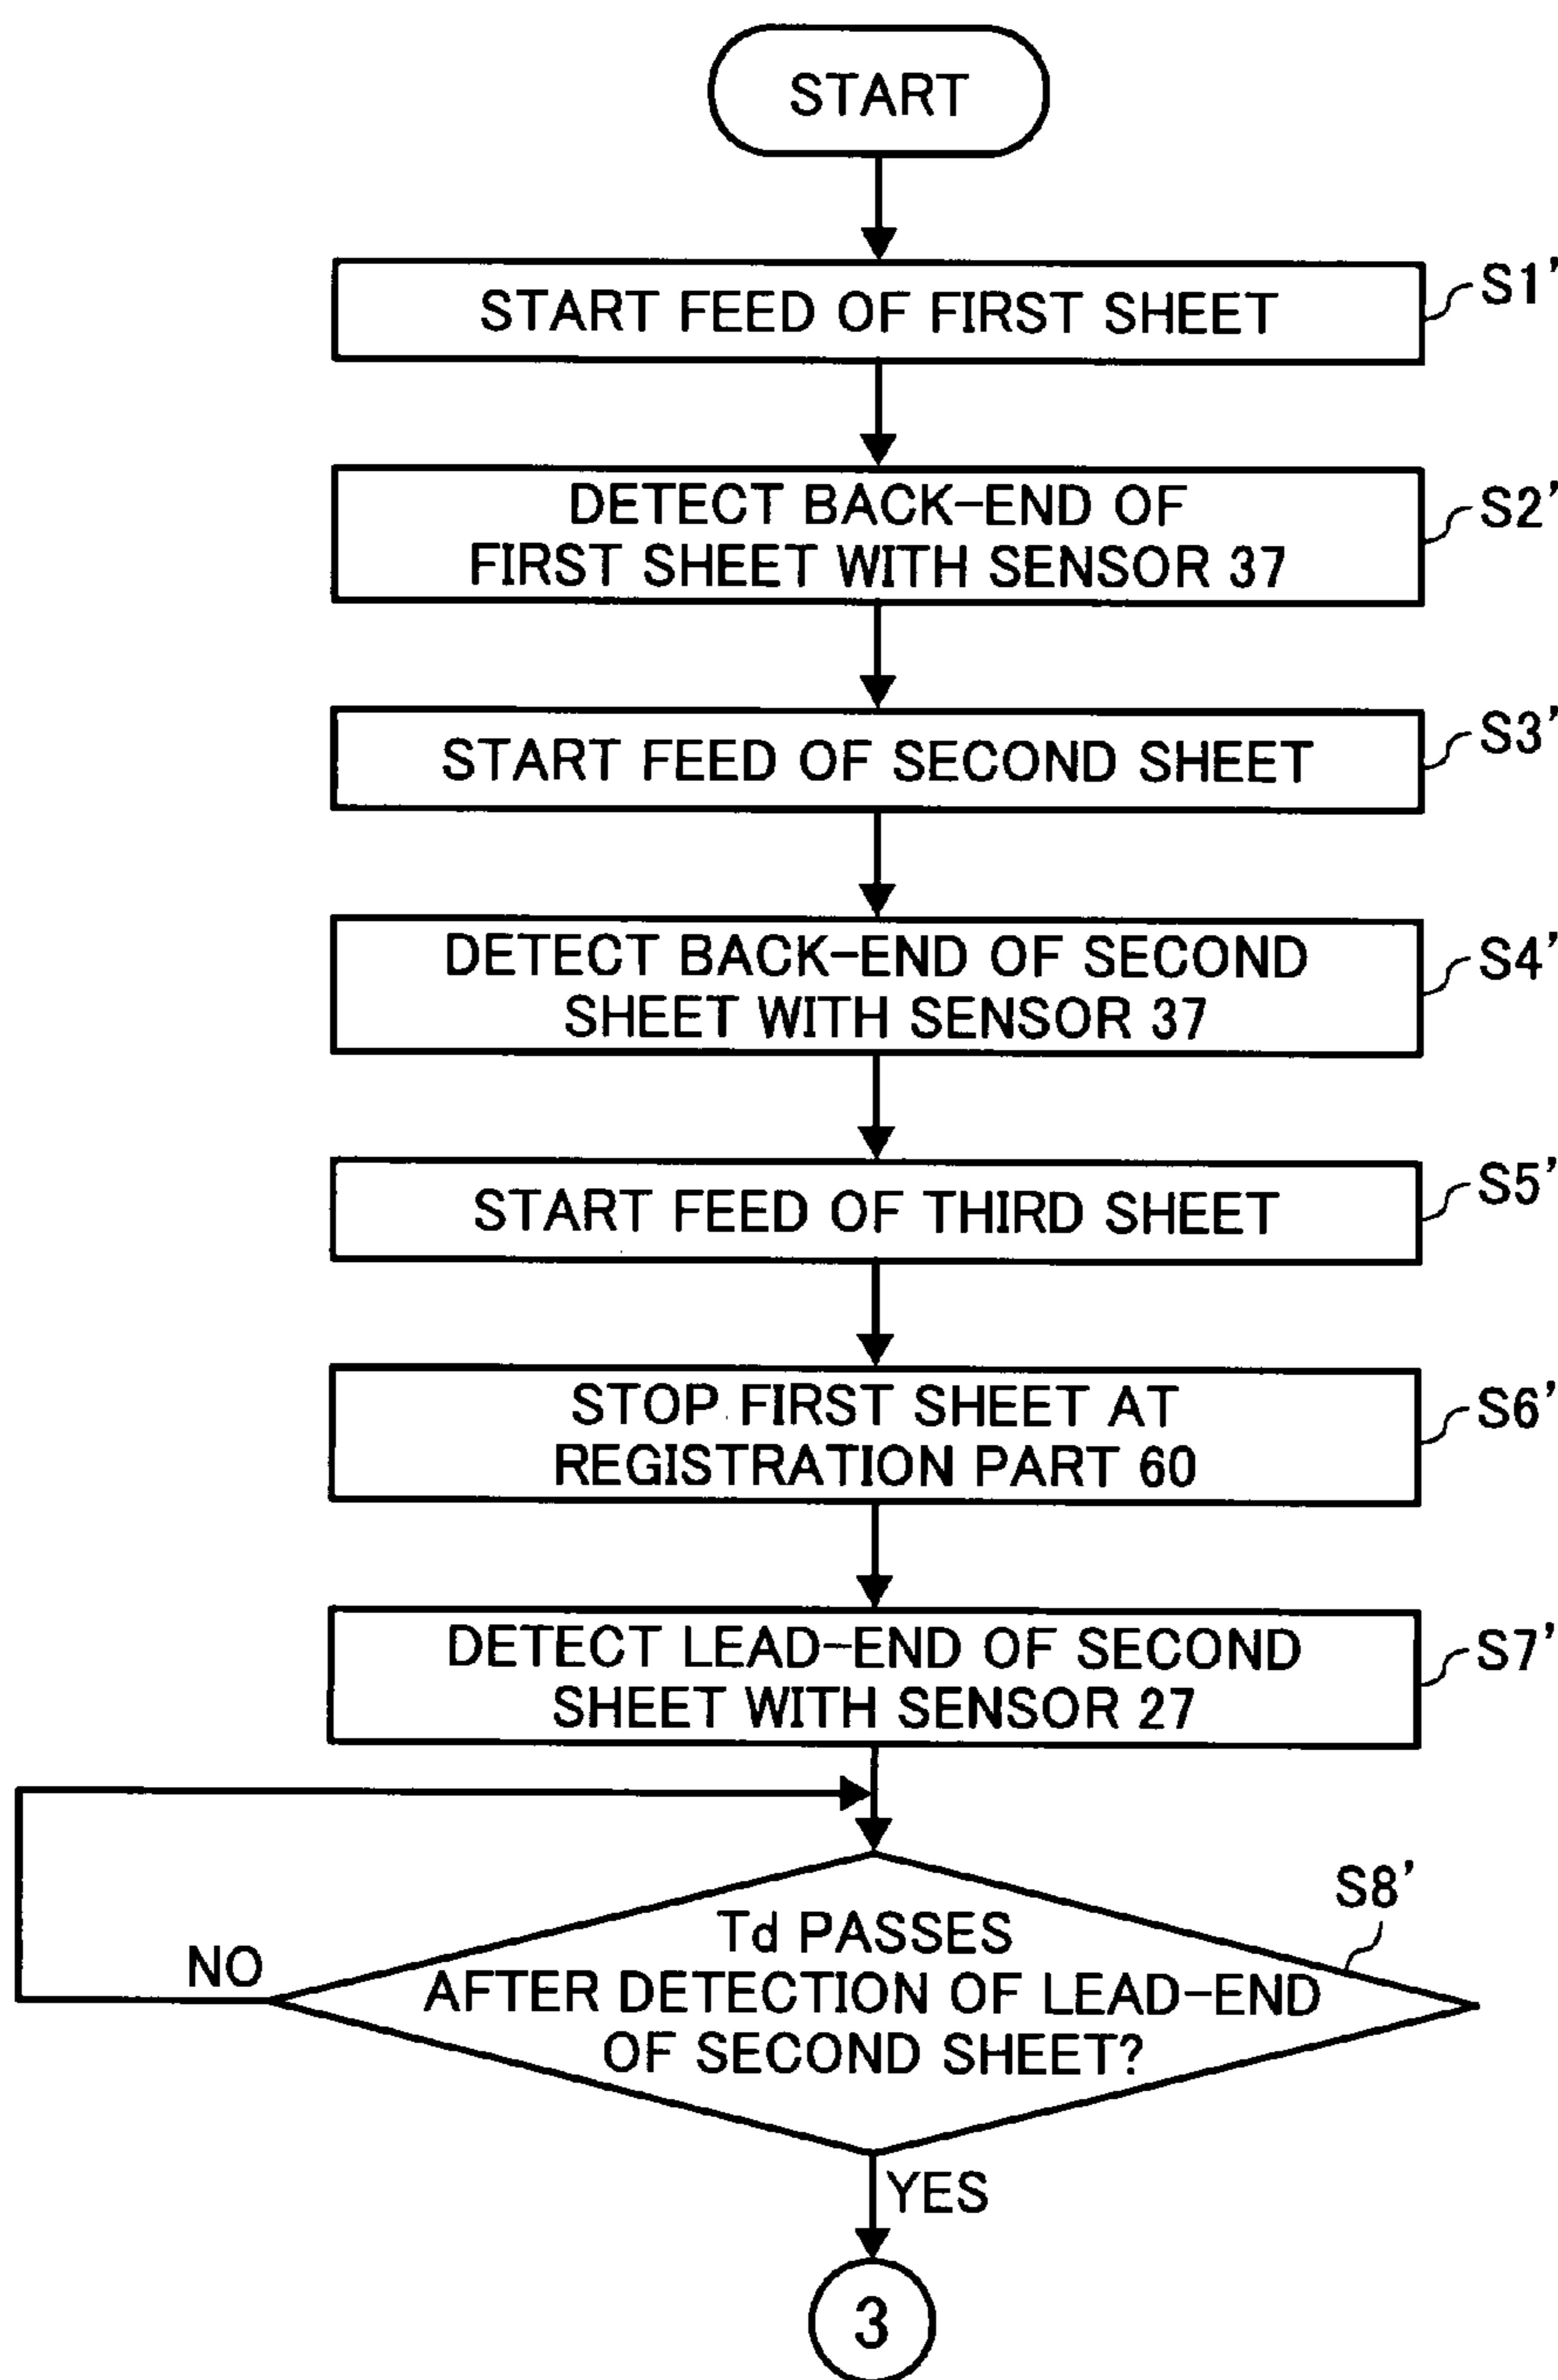 START
START FEED OF FIRST SHEET
S1'
DETECT BACK-END OF
FIRST SHEET WITH SENSOR 37
S2'
START FEED OF SECOND SHEET
S3'
DETECT BACK-END OF SECOND
SHEET WITH SENSOR 37
S4'
START FEED OF THIRD SHEET
S5'
STOP FIRST SHEET AT
REGISTRATION PART 60
S6'
DETECT LEAD-END OF SECOND
SHEET WITH SENSOR 27
S7'
S8'
Td PASSES
AFTER DETECTION OF LEAD-END
OF SECOND SHEET?
NO
YES
3